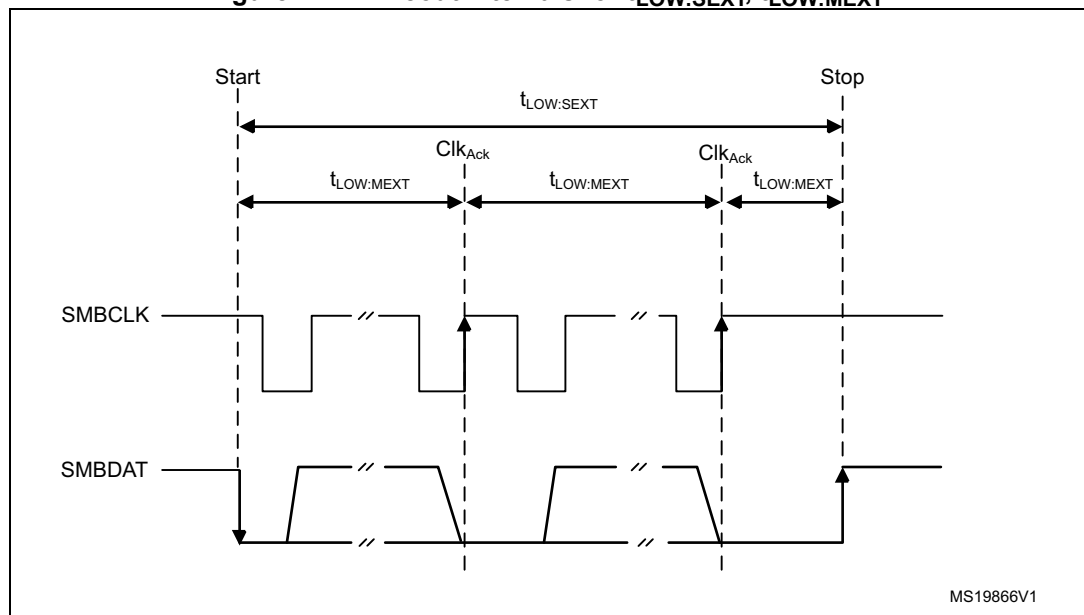 Start Stop
tLOW:SEXT
ClkAck ClkAck
tLOW:MEXT tLOW:MEXT tLOW:MEXT
SMBCLK
SMBDAT
MS19866V1